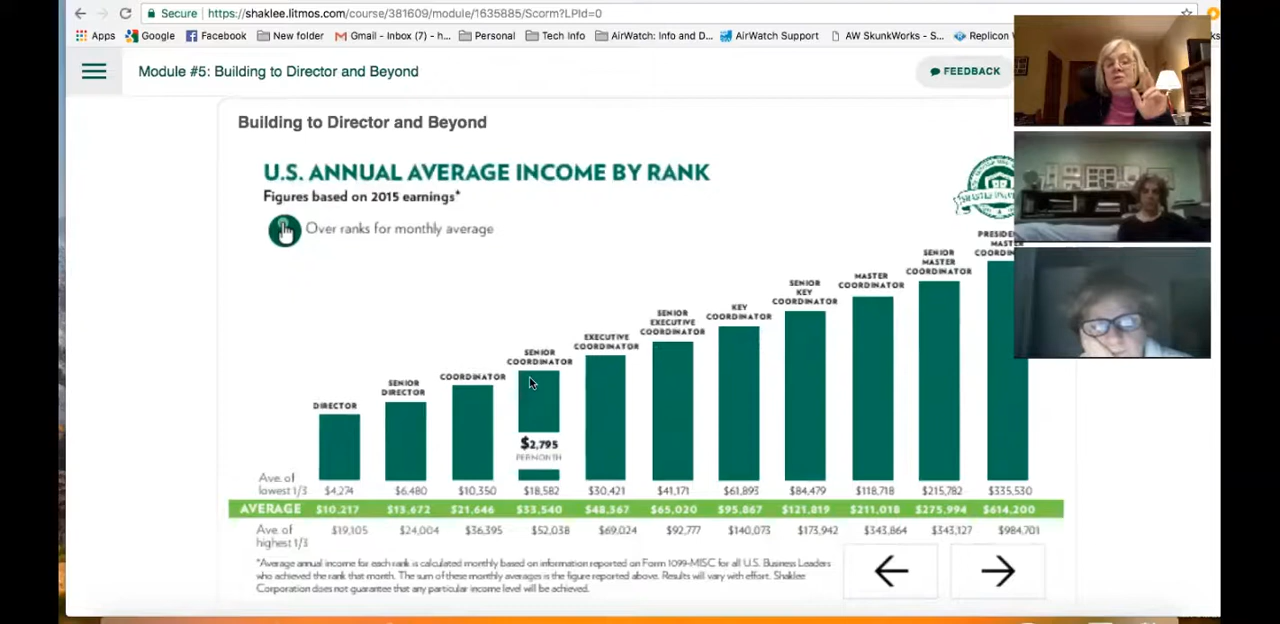 Secure https://shaklee.litmos.com/course/381609/module/1635885/Scorm?LPId=0
Apps Google Facebook New folder Gmail - Inbox (7) - h... Personal Tech Info AirWatch: Info and D... AirWatch Support AW SkunkWorks - S... Replicon
Module #5: Building to Director and Beyond
FEEDBACK
Building to Director and Beyond
U.S. ANNUAL AVERAGE INCOME BY RANK
Figures based on 2015 earnings*
Over ranks for monthly average
DIRECTOR
SENIOR
DIRECTOR
COORDINATOR
SENIOR
COORDINATOR
EXECUTIVE
COORDINATOR
SENIOR
EXECUTIVE
COORDINATOR
KEY
COORDINATOR
SENIOR
KEY
COORDINATOR
MASTER
COORDINATOR
SENIOR
MASTER
COORDINATOR
PRESIDE
MASTE
COORDIN
$2,795
PER MONTH
Ave. of
lowest 1/3 $4,274 $6,480 $10,350 $18,582 $30,421 $41,171 $61,893 $84,479 $118,718 $215,782 $335,530
AVERAGE $10,217 $13,672 $21,646 $33,540 $48,367 $65,020 $95,867 $121,819 $211,018 $275,994 $614,200
Ave. of
highest 1/3 $19,105 $24,004 $36,395 $52,038 $69,024 $92,777 $140,073 $173,942 $343,864 $343,127 $984,701
*Average annual income for each rank is calculated monthly based on information reported on Form 1099-MISC for all U.S. Business Leaders
who achieved the rank that month. The sum of these monthly averages is the figure reported above. Results will vary with effort. Shaklee
Corporation does not guarantee that any particular income level will be achieved.